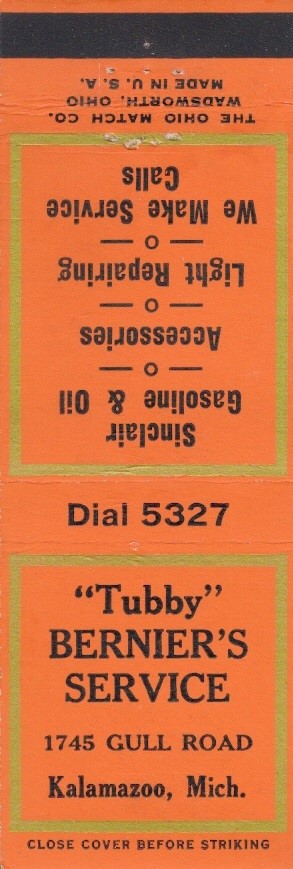 "Tubby"
BERNIER'S
SERVICE
1745 GULL ROAD
Kalamazoo, Mich.
CLOSE COVER BEFORE STRIKING
Dial 5327
Sinclair
Gasoline & Oil
— o —
Accessories
— o —
Light Repairing
— o —
We Make Service
Calls
THE OHIO MATCH CO.
WADSWORTH, OHIO
MADE IN U. S. A.